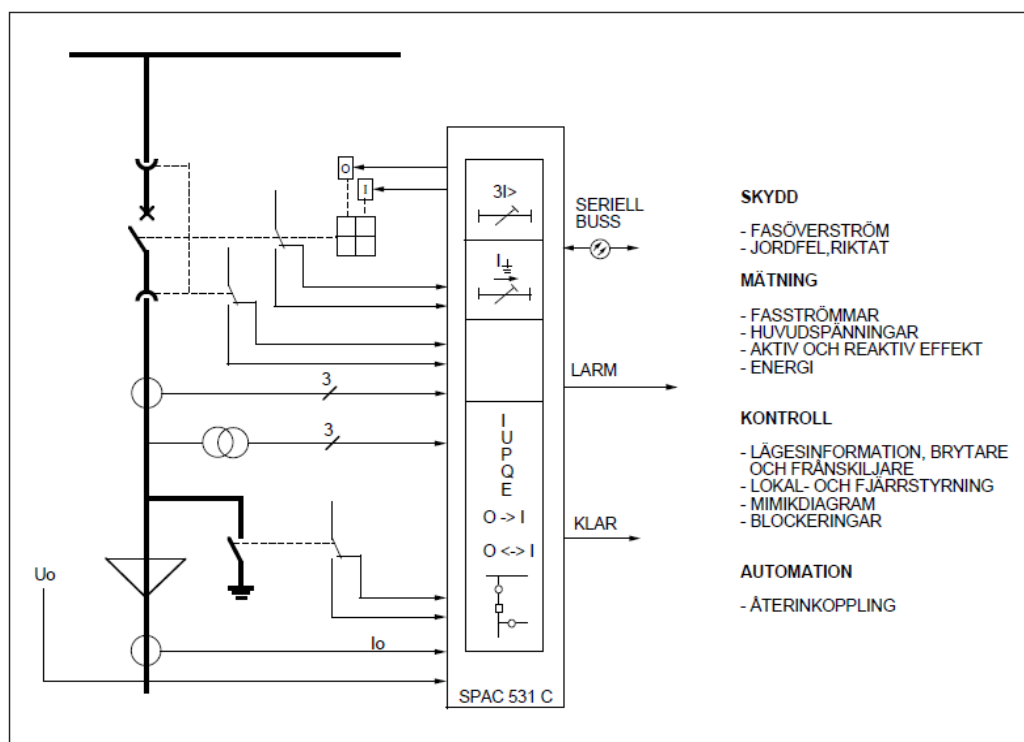 O
I
3I>
I
SERIELL
BUSS
3
LARM
3
I
U
P
Q
E
O -> I
KLAR
O <-> I
Uo
Io
SPAC 531 C
SKYDD
- FASÖVERSTRÖM
- JORDFEL,RIKTAT
MÄTNING
- FASSTRÖMMAR
- HUVUDSPÄNNINGAR
- AKTIV OCH REAKTIV EFFEKT
- ENERGI
KONTROLL
- LÄGESINFORMATION, BRYTARE
OCH FRÅNSKILJARE
- LOKAL- OCH FJÄRRSTYRNING
- MIMIKDIAGRAM
- BLOCKERINGAR
AUTOMATION
- ÅTERINKOPPLING